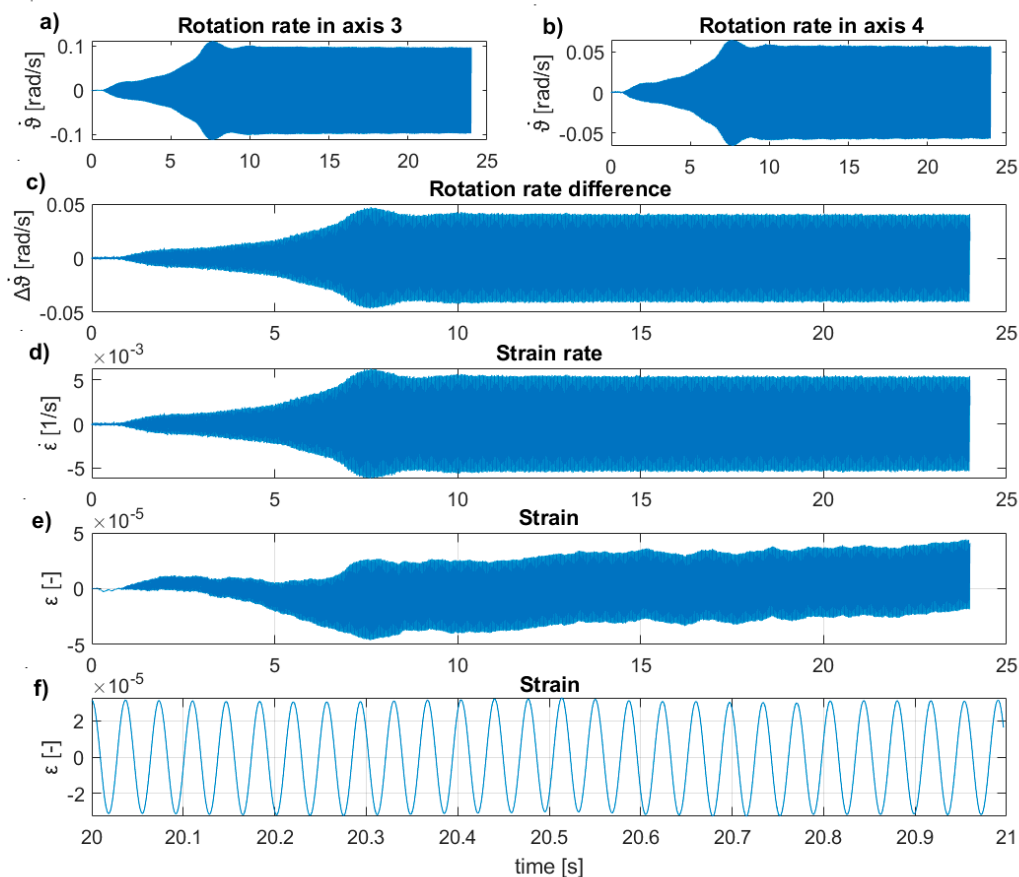 a) Rotation rate in axis 3
b) Rotation rate in axis 4
0.1
0
-0.1
ϑ̇ [rad/s]
0 5 10 15 20 25
0.05
0
-0.05
ϑ̇ [rad/s]
0 5 10 15 20 25
c) Rotation rate difference
0.05
0
-0.05
Δϑ̇ [rad/s]
0 5 10 15 20 25
d) ×10⁻³ Strain rate
5
0
-5
ε̇ [1/s]
0 5 10 15 20 25
e) ×10⁻⁵ Strain
5
0
-5
ε [-]
0 5 10 15 20 25
f) ×10⁻⁵ Strain
2
0
-2
ε [-]
20 20.1 20.2 20.3 20.4 20.5 20.6 20.7 20.8 20.9 21
time [s]